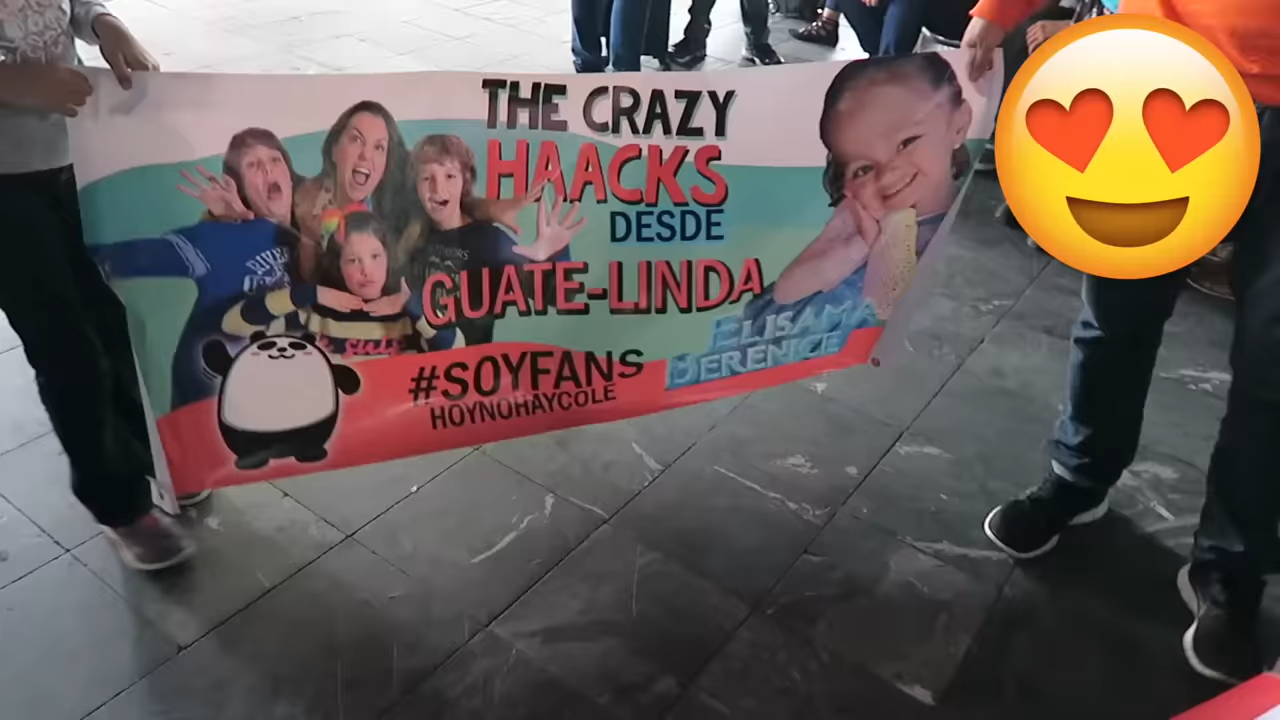 THE CRAZY
HAACKS
DESDE
GUATE-LINDA
ELISAMA
BERENICE
#SOYFANS
HOYNOHAYCOLE